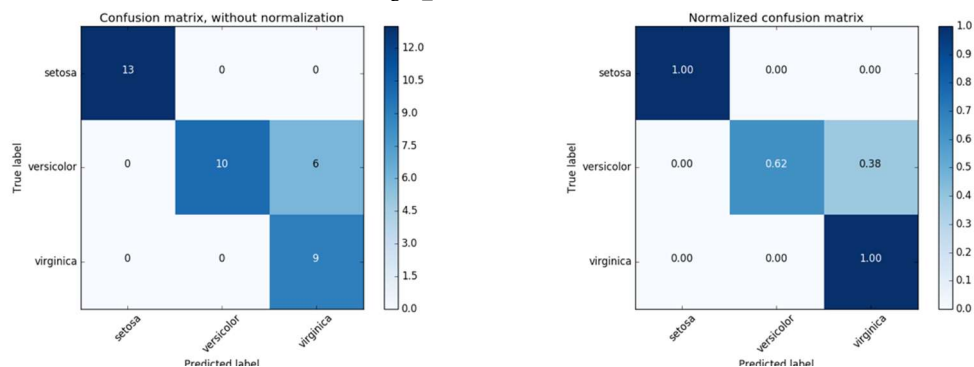 Confusion matrix, without normalization
setosa 13 0 0
versicolor 0 10 6
virginica 0 0 9
setosa versicolor virginica
True label
Predicted label
12.0
10.5
9.0
7.5
6.0
4.5
3.0
1.5
0.0
Normalized confusion matrix
setosa 1.00 0.00 0.00
versicolor 0.00 0.62 0.38
virginica 0.00 0.00 1.00
setosa versicolor virginica
True label
Predicted label
1.0
0.9
0.8
0.7
0.6
0.5
0.4
0.3
0.2
0.1
0.0